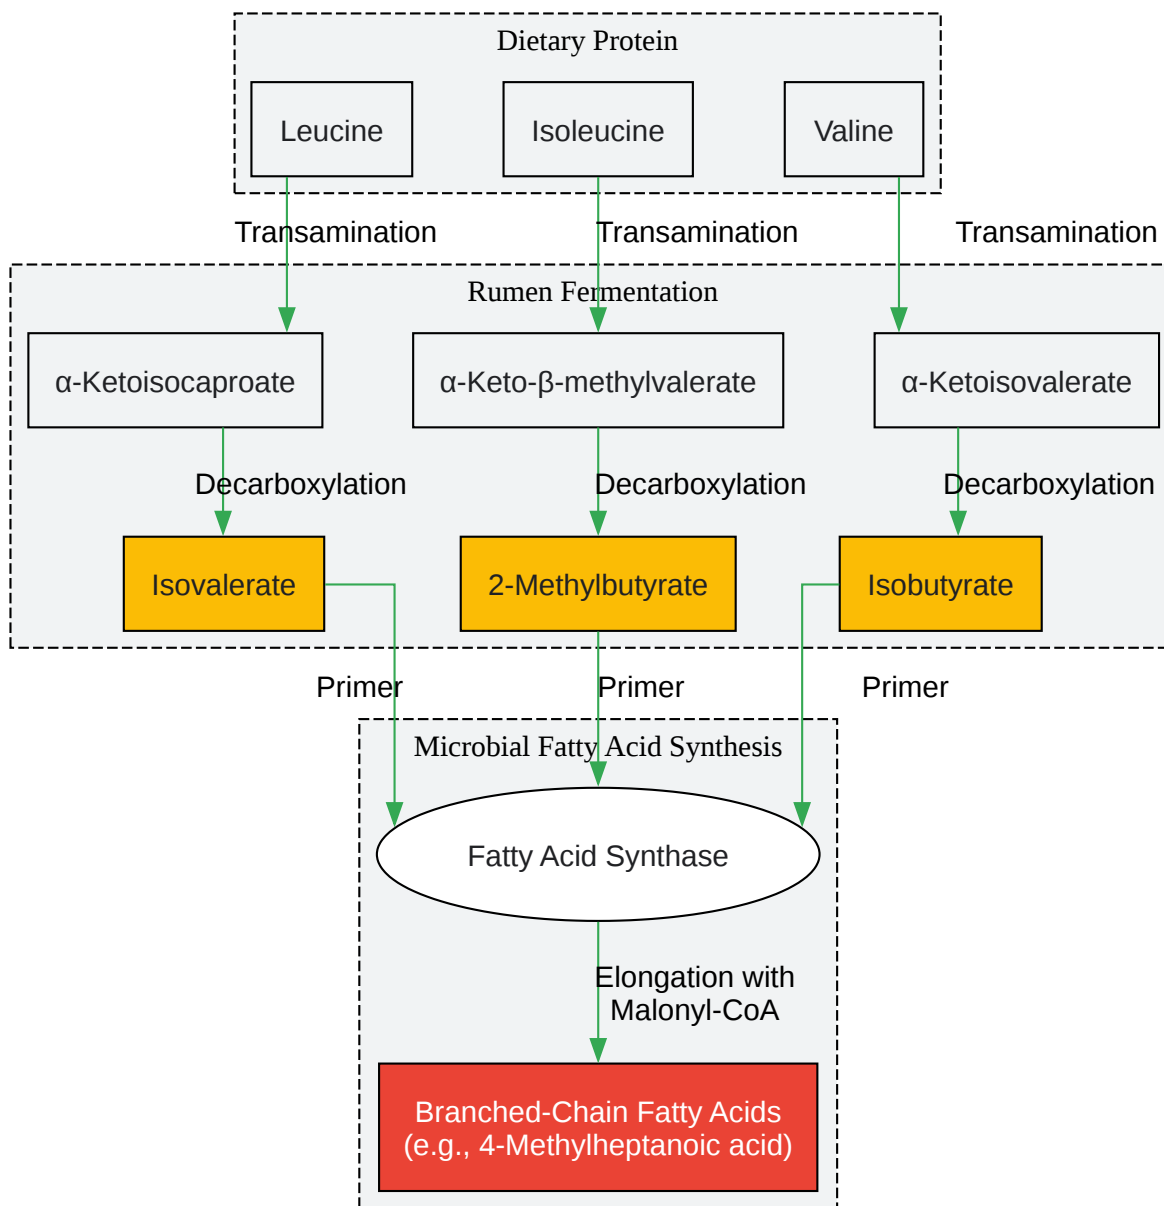 Dietary Protein
Leucine
Isoleucine
Valine
Transamination
Transamination
Transamination
Rumen Fermentation
α-Ketoisocaproate
α-Keto-β-methylvalerate
α-Ketoisovalerate
Decarboxylation
Decarboxylation
Decarboxylation
Isovalerate
2-Methylbutyrate
Isobutyrate
Primer
Primer
Primer
Microbial Fatty Acid Synthesis
Fatty Acid Synthase
Elongation with
Malonyl-CoA
Branched-Chain Fatty Acids
(e.g., 4-Methylheptanoic acid)